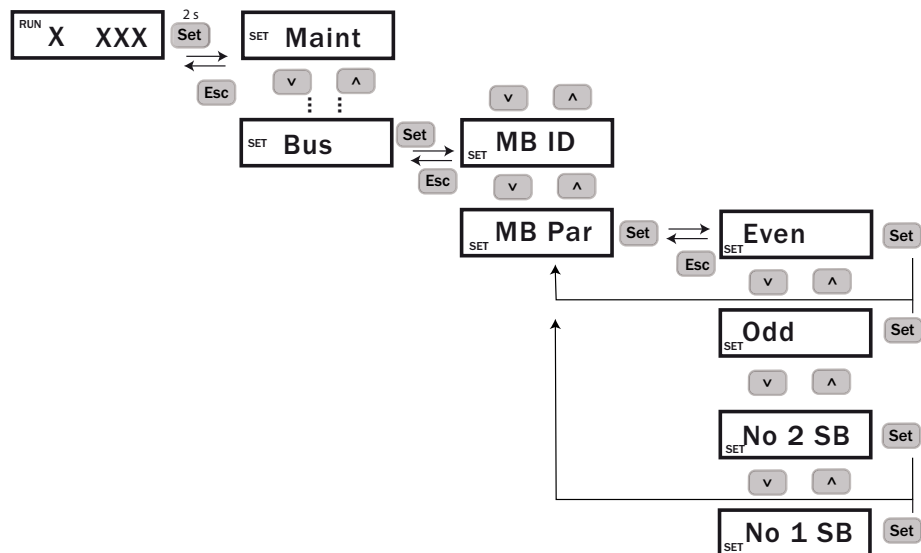 2 s
RUN X XXX Set SET Maint
Esc v ^
v ^
SET Bus Set SET MB ID
Esc
v ^
SET MB Par Set SET Even Set
Esc
v ^
SET Odd Set
v ^
SET No 2 SB Set
v ^
SET No 1 SB Set